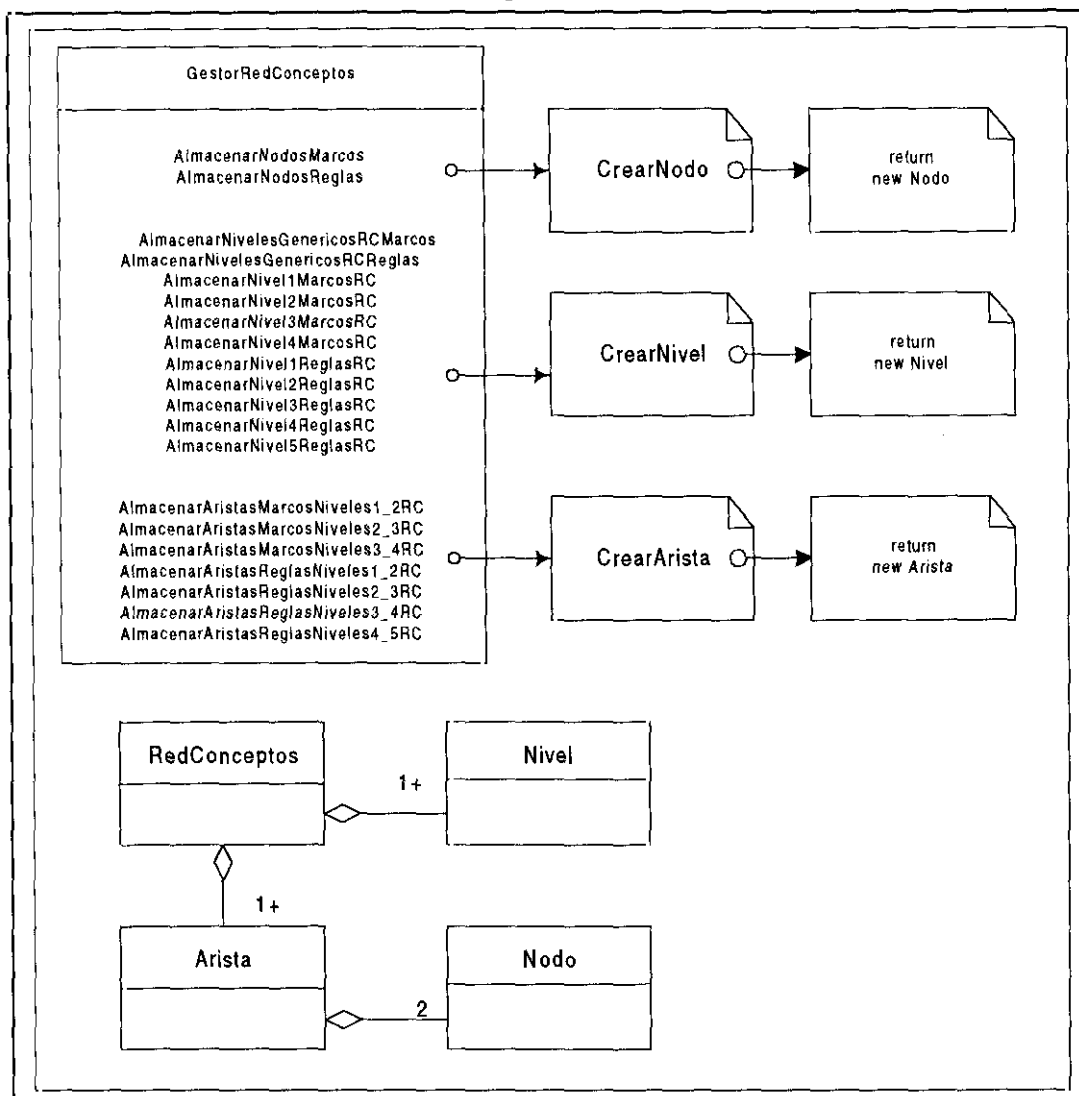 GestorRedConceptos
AlmacenarNodosMarcos
AlmacenarNodosReglas
CrearNodo
return
new Nodo
AlmacenarNivelesGenericosRCMarcos
AlmacenarNivelesGenericosRCReglas
AlmacenarNivel1MarcosRC
AlmacenarNivel2MarcosRC
AlmacenarNivel3MarcosRC
AlmacenarNivel4MarcosRC
AlmacenarNivel1ReglasRC
AlmacenarNivel2ReglasRC
AlmacenarNivel3ReglasRC
AlmacenarNivel4ReglasRC
AlmacenarNivel5ReglasRC
CrearNivel
return
new Nivel
AlmacenarAristasMarcosNiveles1_2RC
AlmacenarAristasMarcosNiveles2_3RC
AlmacenarAristasMarcosNiveles3_4RC
AlmacenarAristasReglasNiveles1_2RC
AlmacenarAristasReglasNiveles2_3RC
AlmacenarAristasReglasNiveles3_4RC
AlmacenarAristasReglasNiveles4_5RC
CrearArista
return
new Arista
RedConceptos
Nivel
1+
1+
Arista
Nodo
2